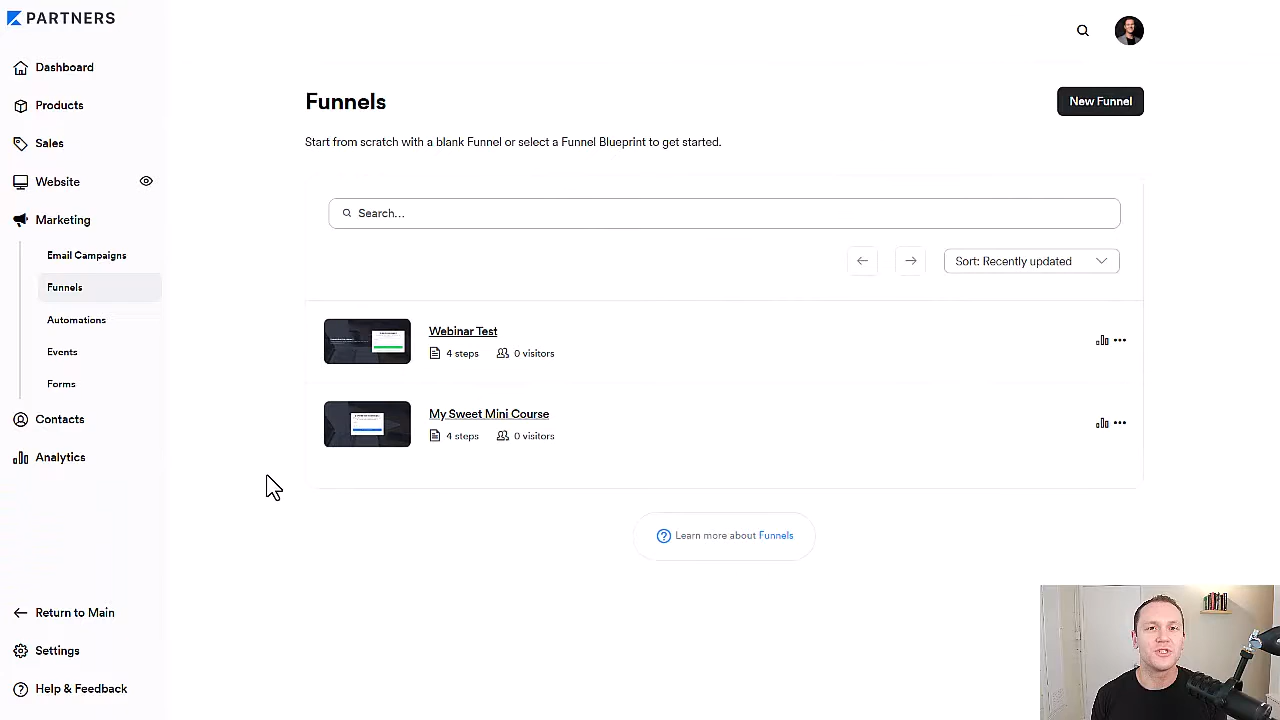 PARTNERS
Dashboard
Products
Sales
Website
Marketing
Email Campaigns
Funnels
Automations
Events
Forms
Contacts
Analytics
Return to Main
Settings
Help & Feedback
Funnels
New Funnel
Start from scratch with a blank Funnel or select a Funnel Blueprint to get started.
Search...
Sort: Recently updated
Webinar Test
4 steps 0 visitors
My Sweet Mini Course
4 steps 0 visitors
Learn more about Funnels